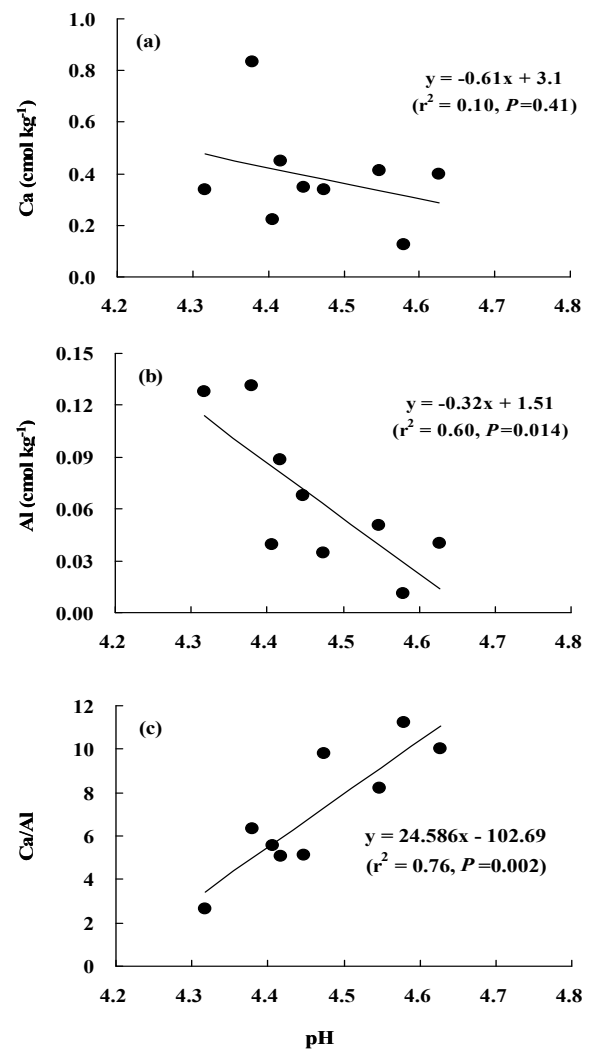 1.0
(a)
0.8
y = -0.61x + 3.1
(r² = 0.10, P=0.41)
0.6
Ca (cmol kg⁻¹)
0.4
0.2
0.0
4.2 4.3 4.4 4.5 4.6 4.7 4.8
0.15
(b)
0.12
y = -0.32x + 1.51
(r² = 0.60, P=0.014)
0.09
Al (cmol kg⁻¹)
0.06
0.03
0.00
4.2 4.3 4.4 4.5 4.6 4.7 4.8
12
(c)
10
8
Ca/Al
6
y = 24.586x - 102.69
(r² = 0.76, P=0.002)
4
2
0
4.2 4.3 4.4 4.5 4.6 4.7 4.8
pH